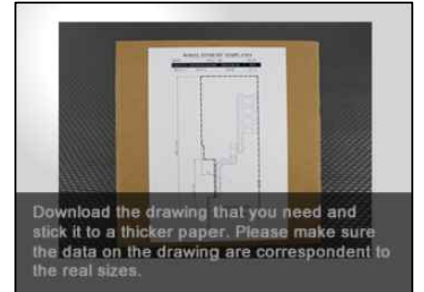 Download the drawing that you need and
stick it to a thicker paper. Please make sure
the data on the drawing are correspondent to
the real sizes.